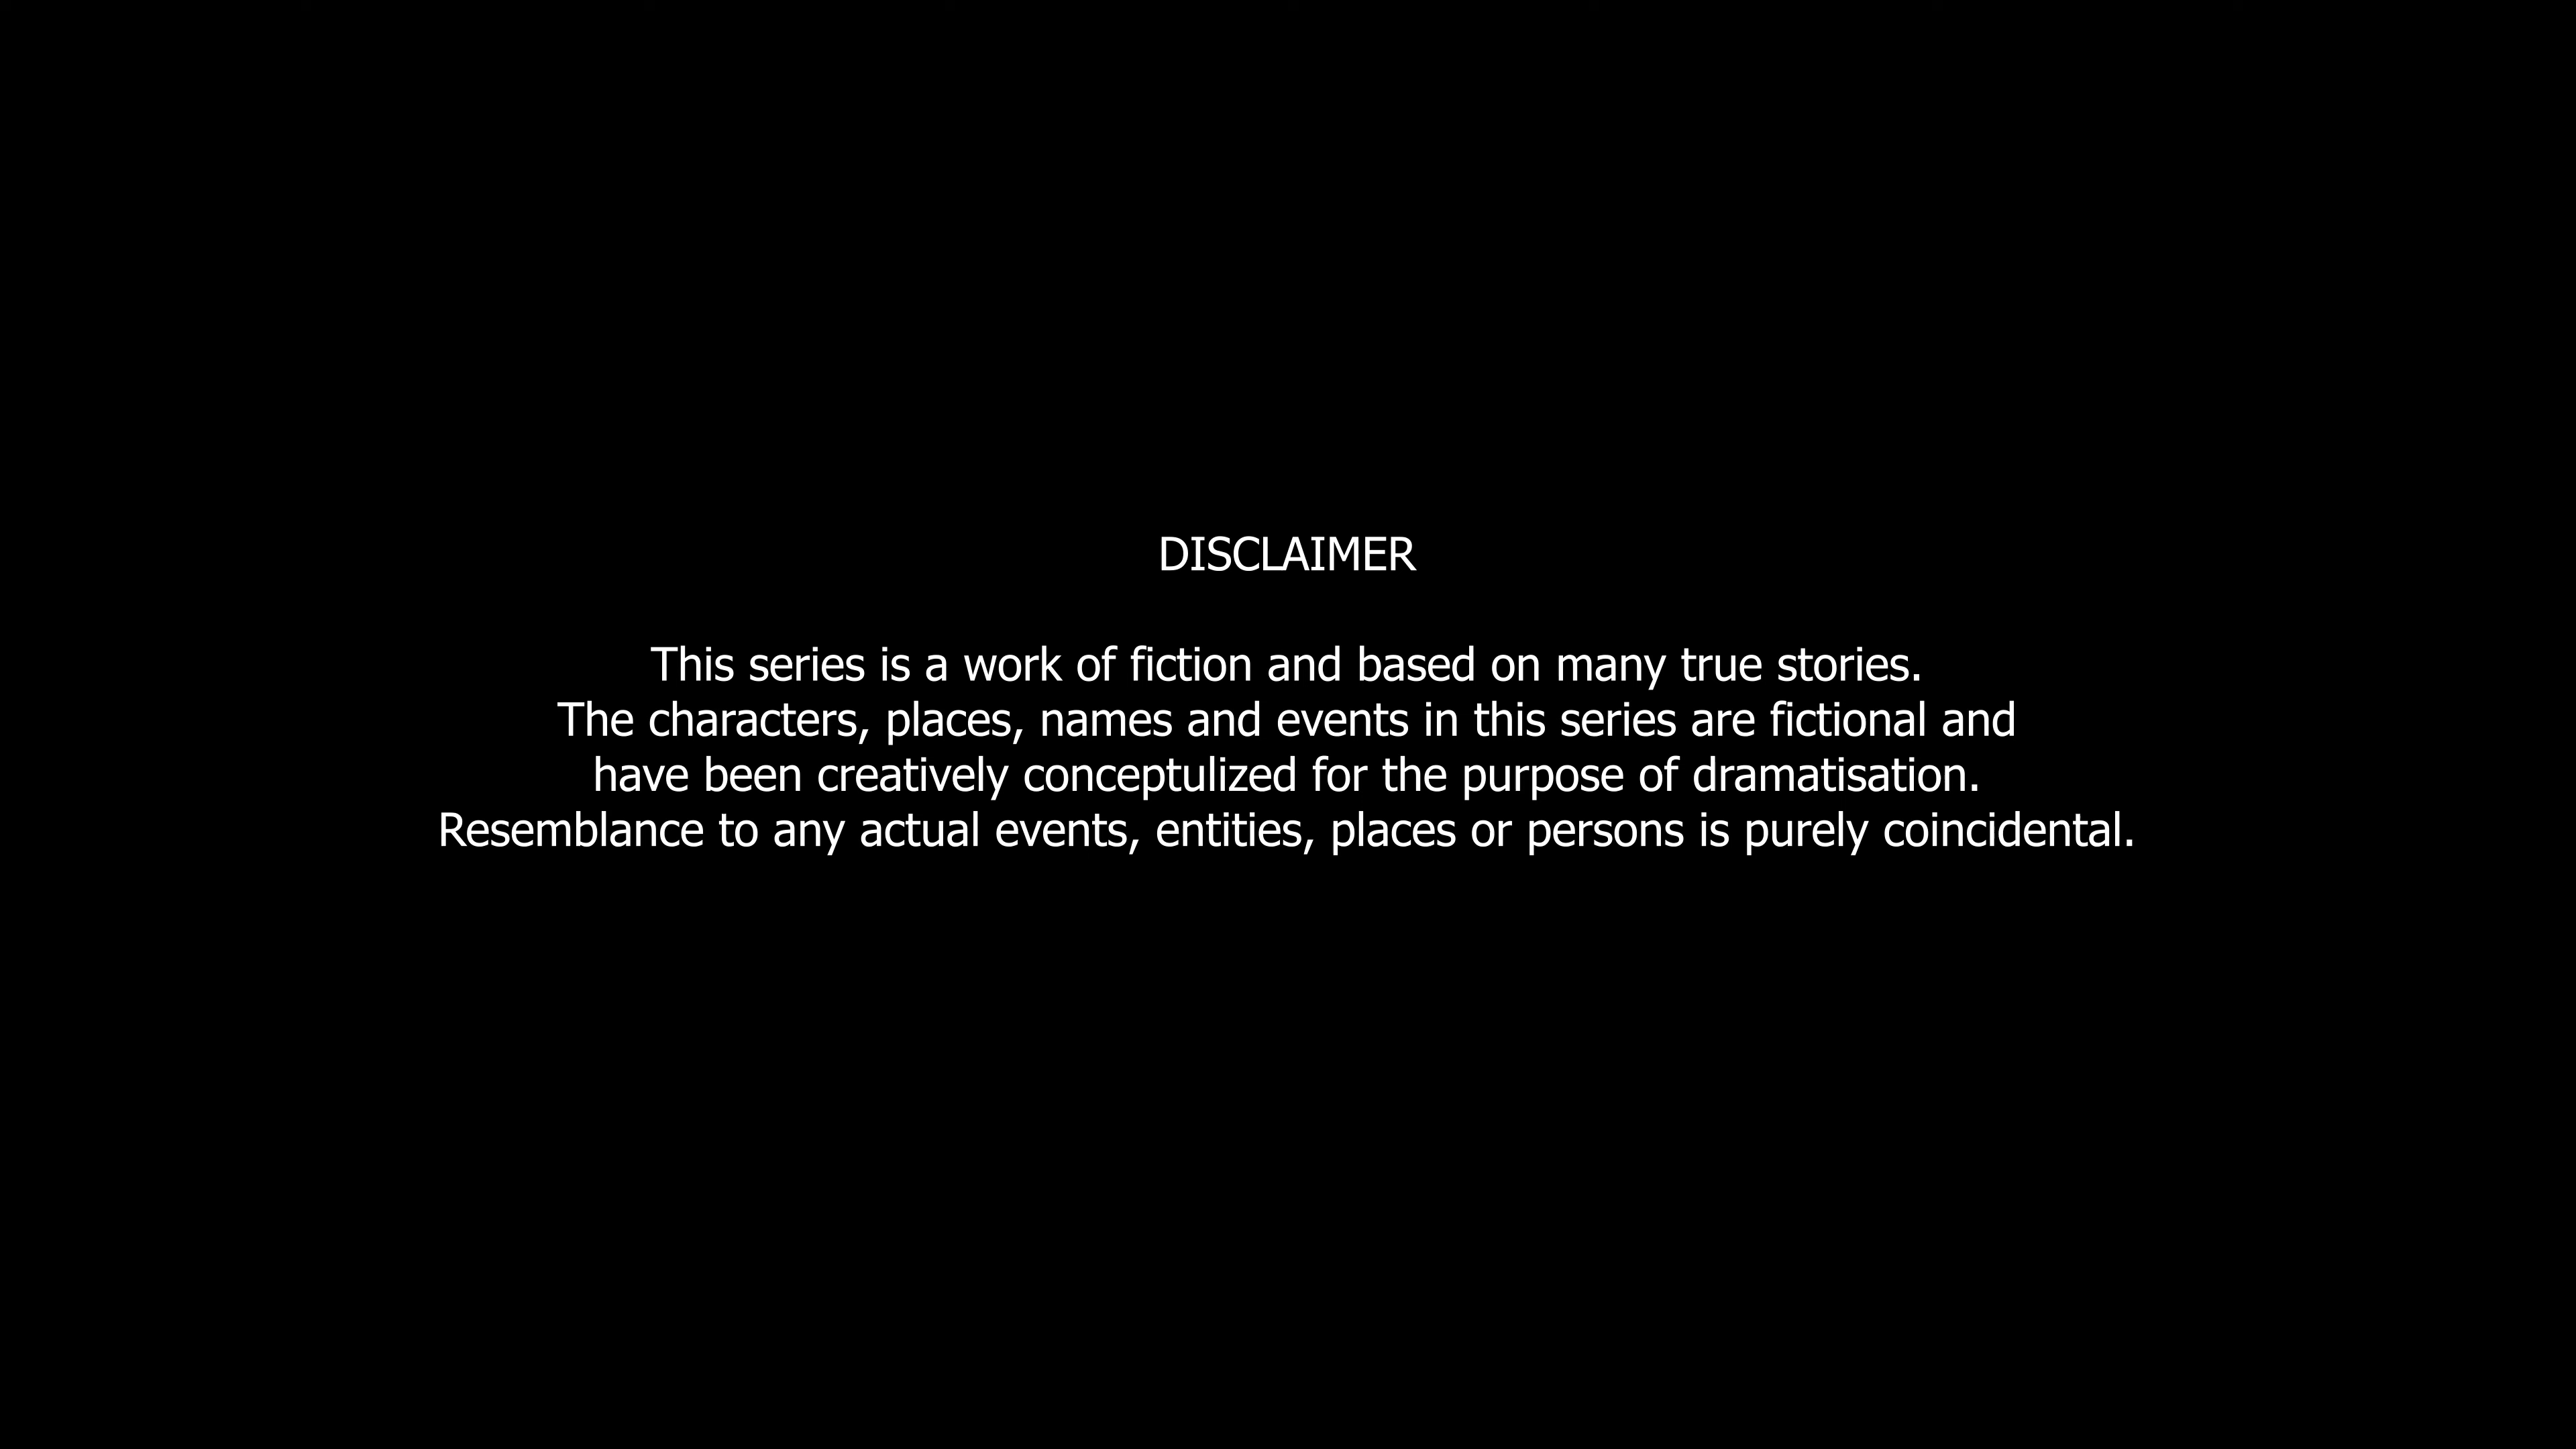 DISCLAIMER
This series is a work of fiction and based on many true stories.
The characters, places, names and events in this series are fictional and
have been creatively conceptulized for the purpose of dramatisation.
Resemblance to any actual events, entities, places or persons is purely coincidental.